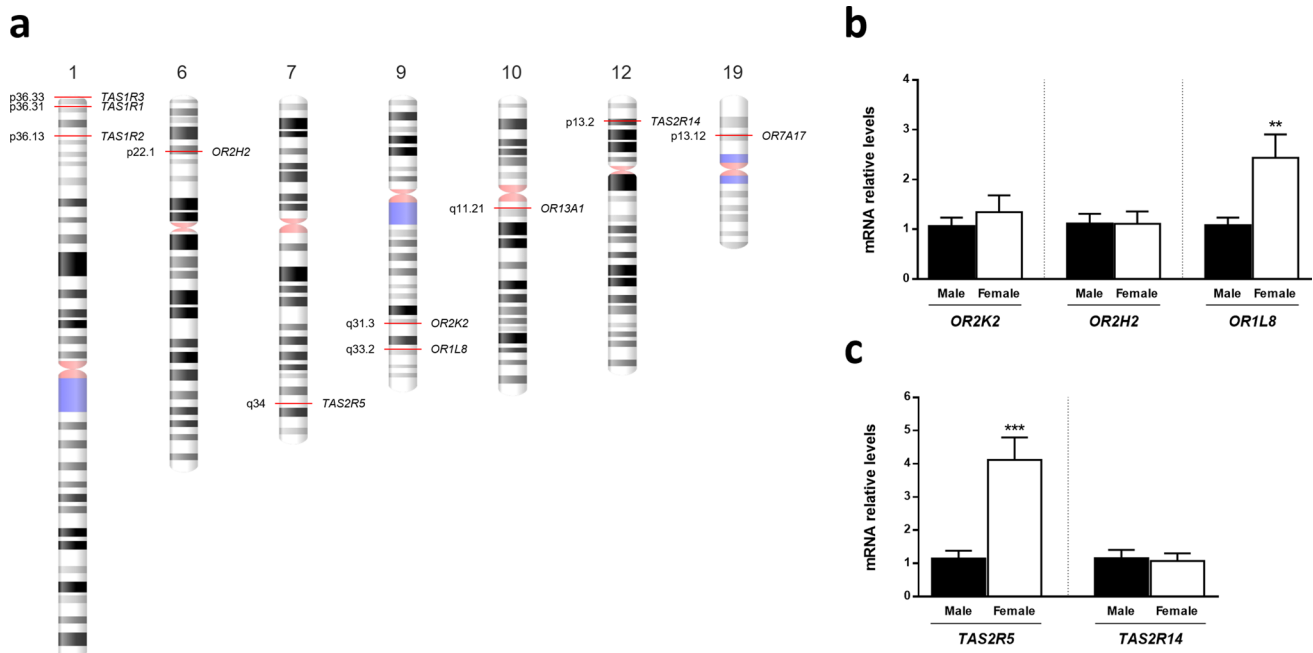 a
1 6 7 9 10 12 19
p36.33 TAS1R3
p36.31 TAS1R1
p36.13 TAS1R2
p22.1 OR2H2
q34 TAS2R5
q31.3 OR2K2
q33.2 OR1L8
q11.21 OR13A1
p13.2 TAS2R14
p13.12 OR7A17
b
mRNA relative levels
4
3
2
1
0
Male Female Male Female Male Female
OR2K2 OR2H2 OR1L8
**
c
mRNA relative levels
6
5
4
3
2
1
0
***
Male Female Male Female
TAS2R5 TAS2R14